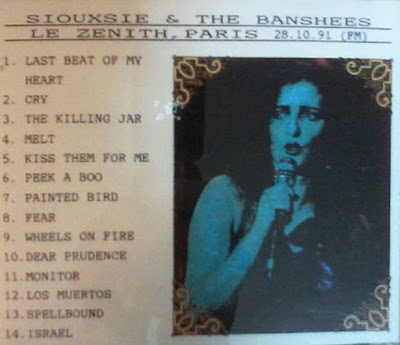 SIOUXSIE & THE BANSHEES
LE ZENITH, PARIS 28.10.91 (FM)
1. LAST BEAT OF MY
HEART
2. CRY
3. THE KILLING JAR
4. MELT
5. KISS THEM FOR ME
6. PEEK A BOO
7. PAINTED BIRD
8. FEAR
9. WHEELS ON FIRE
10. DEAR PRUDENCE
11. MONITOR
12. LOS MUERTOS
13. SPELLBOUND
14. ISRAEL